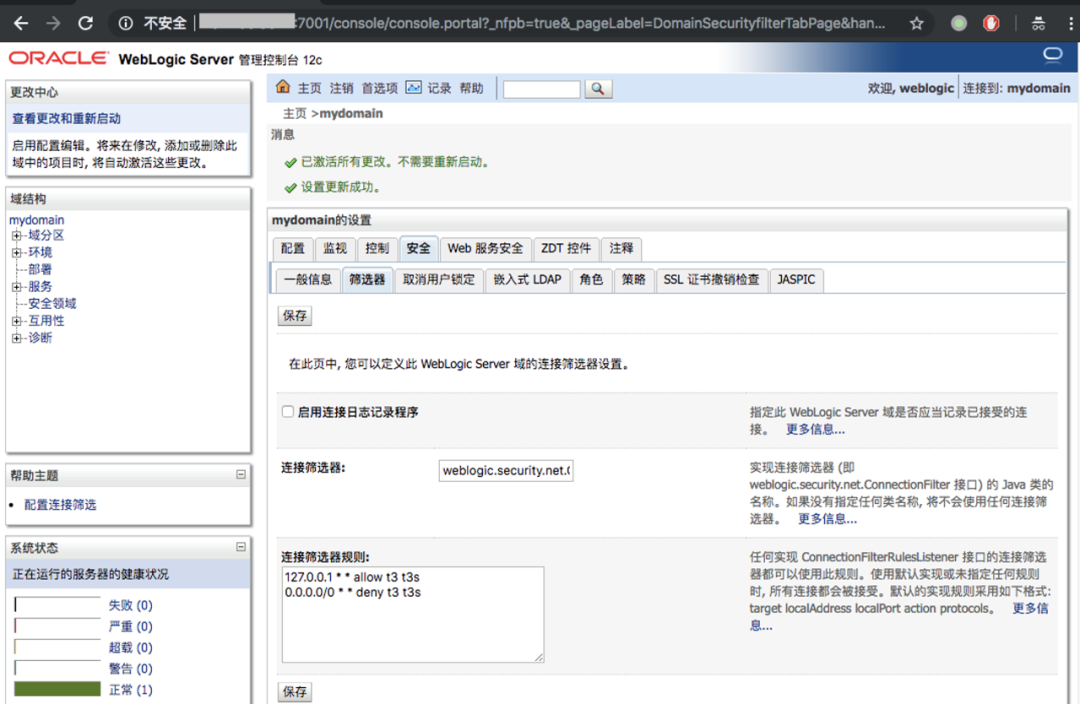 不安全 | :7001/console/console.portal?_nfpb=true&_pageLabel=DomainSecurityfilterTabPage&han...
ORACLE WebLogic Server 管理控制台 12c
更改中心
查看更改和重新启动
启用配置编辑。将来在修改, 添加或删除此
域中的项目时, 将自动激活这些更改。
域结构
mydomain
域分区
环境
部署
服务
安全领域
互用性
诊断
帮助主题
配置连接筛选
系统状态
正在运行的服务器的健康状况
失败 (0)
严重 (0)
超载 (0)
警告 (0)
正常 (1)
主页 注销 首选项 记录 帮助
欢迎, weblogic 连接到: mydomain
主页 >mydomain
消息
已激活所有更改。不需要重新启动。
设置更新成功。
mydomain的设置
配置 监视 控制 安全 Web 服务安全 ZDT 控件 注释
一般信息 筛选器 取消用户锁定 嵌入式 LDAP 角色 策略 SSL 证书撤销检查 JASPIC
保存
在此页中, 您可以定义此 WebLogic Server 域的连接筛选器设置。
启用连接日志记录程序
指定此 WebLogic Server 域是否应当记录已接受的连
接。 更多信息...
连接筛选器:
weblogic.security.net.
实现连接筛选器 (即
weblogic.security.net.ConnectionFilter 接口) 的 Java 类的
名称。如果没有指定任何类名称, 将不会使用任何连接筛
选器。 更多信息...
连接筛选器规则:
127.0.0.1 * * allow t3 t3s
0.0.0.0/0 * * deny t3 t3s
任何实现 ConnectionFilterRulesListener 接口的连接筛选
器都可以使用此规则。使用默认实现或未指定任何规则
时, 所有连接都会被接受。默认的实现规则采用如下格式:
target localAddress localPort action protocols。 更多信
息...
保存